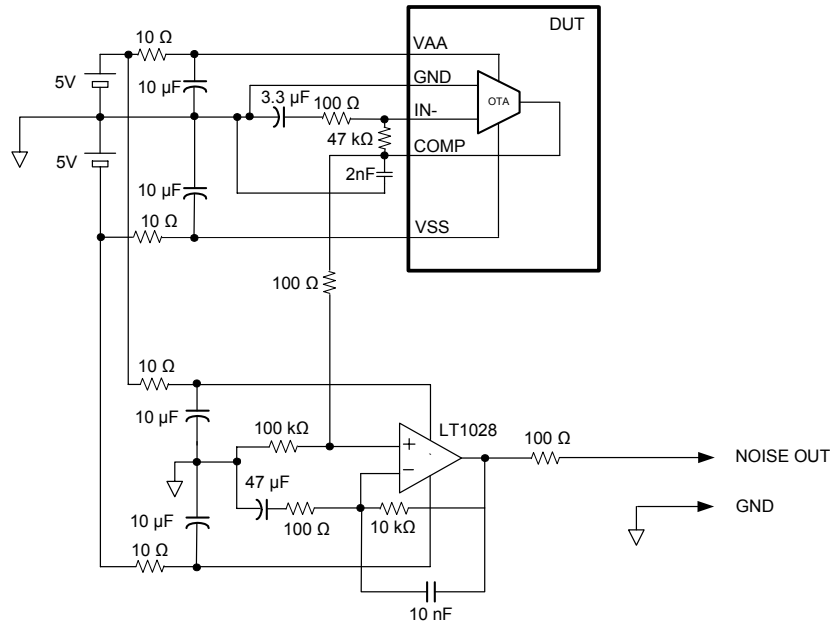 DUT
10 Ω
VAA
5V
10 µF
GND
3.3 µF
100 Ω
IN-
OTA
47 kΩ
COMP
5V
10 µF
2nF
10 Ω
VSS
100 Ω
10 Ω
10 µF
100 kΩ
+
LT1028
100 Ω
NOISE OUT
47 µF
−
10 µF
100 Ω
10 kΩ
GND
10 Ω
10 nF